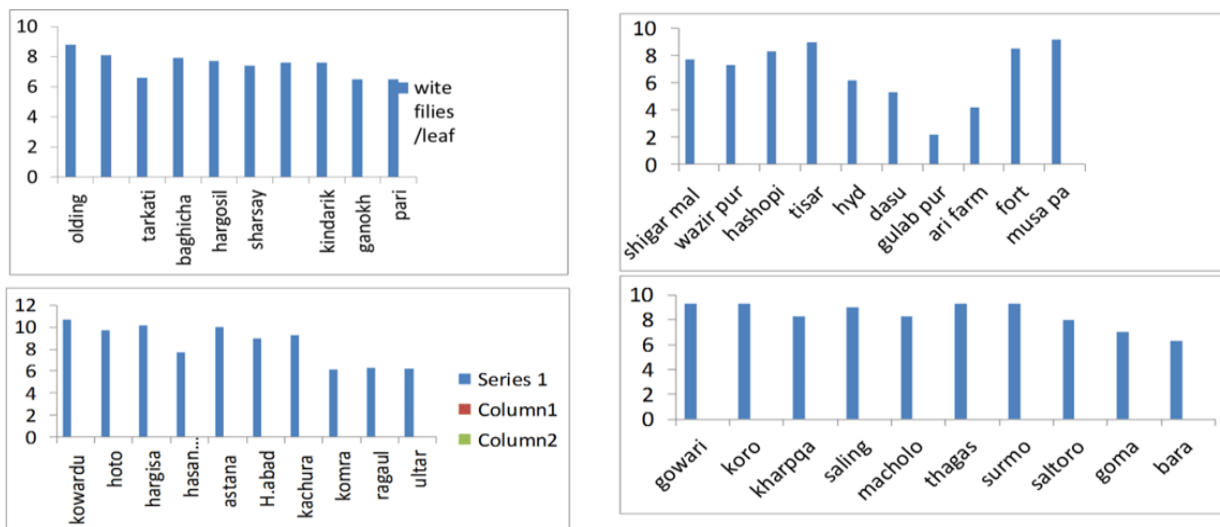 10
8
6
4
2
0
olding
tarkati
baghicha
hargosil
sharsay
kindarik
ganokh
pari
wite
filies
/leaf
10
8
6
4
2
0
shigar mal
wazir pur
hashopi
tisar
hyd
dasu
gulab pur
ari farm
fort
musa pa
12
10
8
6
4
2
0
kowardu
hoto
hargisa
hasan...
astana
H.abad
kachura
komra
ragaul
ultar
Series 1
Column1
Column2
10
8
6
4
2
0
gowari
koro
kharpqa
saling
macholo
thagas
surmo
saltoro
goma
bara